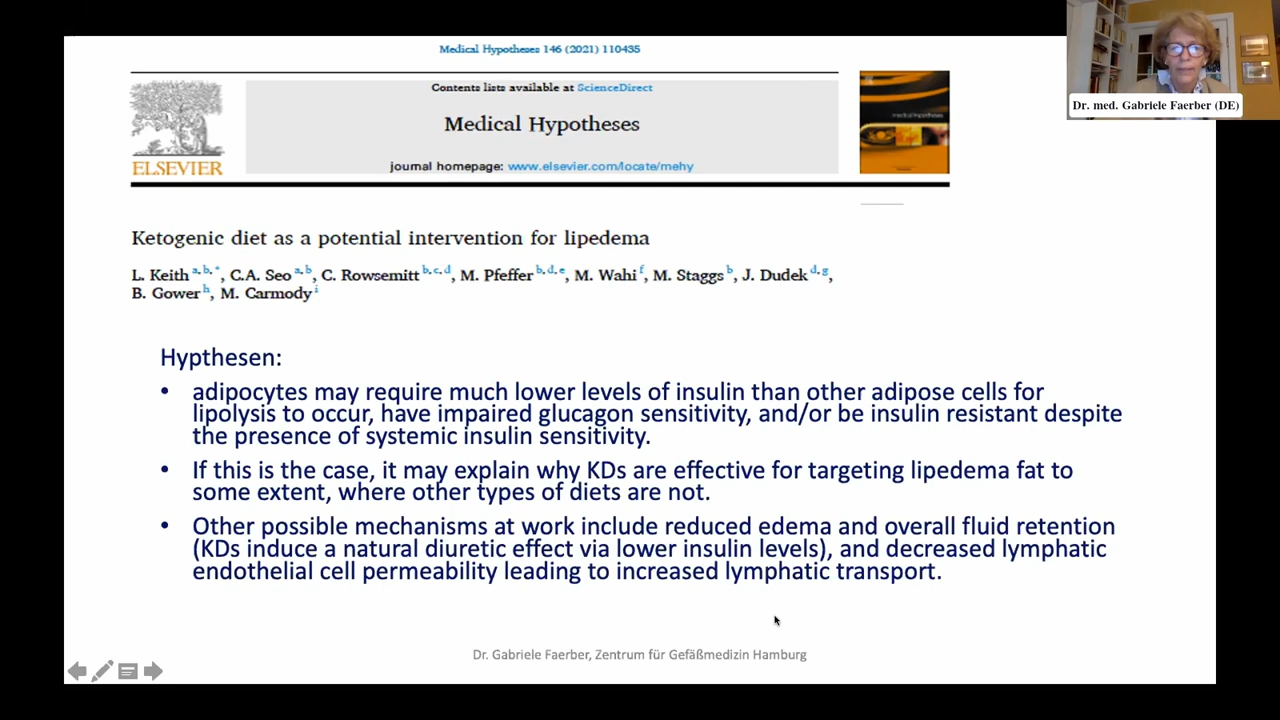 Medical Hypotheses 146 (2021) 110435
Contents lists available at ScienceDirect
Medical Hypotheses
journal homepage: www.elsevier.com/locate/mehy
ELSEVIER
medical hypotheses
Dr. med. Gabriele Faerber (DE)
Ketogenic diet as a potential intervention for lipedema
L. Keith a,b,*, C.A. Seo a,b, C. Rowsemitt b,c,d, M. Pfeffer b,d,e, M. Wahi f, M. Staggs b, J. Dudek d,g,
B. Gower h, M. Carmody i
Hypthesen:
• adipocytes may require much lower levels of insulin than other adipose cells for
lipolysis to occur, have impaired glucagon sensitivity, and/or be insulin resistant despite
the presence of systemic insulin sensitivity.
• If this is the case, it may explain why KDs are effective for targeting lipedema fat to
some extent, where other types of diets are not.
• Other possible mechanisms at work include reduced edema and overall fluid retention
(KDs induce a natural diuretic effect via lower insulin levels), and decreased lymphatic
endothelial cell permeability leading to increased lymphatic transport.
Dr. Gabriele Faerber, Zentrum für Gefäßmedizin Hamburg